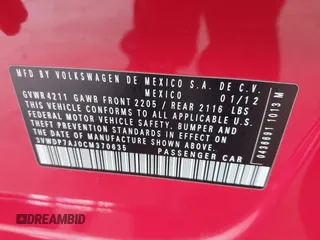 MFD BY VOLKSWAGEN DE MEXICO S.A. DE C.V.
MEXICO 01/12
GVWR4211 GAWR FRONT 2205 / REAR 2116 LBS
THIS VEHICLE CONFORMS TO ALL APPLICABLE U.S.
FEDERAL MOTOR VEHICLE SAFETY, BUMPER, AND
THEFT PREVENTION STANDARDS IN EFFECT ON THE
DATE OF MANUFACTURE SHOWN ABOVE.
3VWDP7AJ0CM370635
PASSENGER CAR
DREAMBID